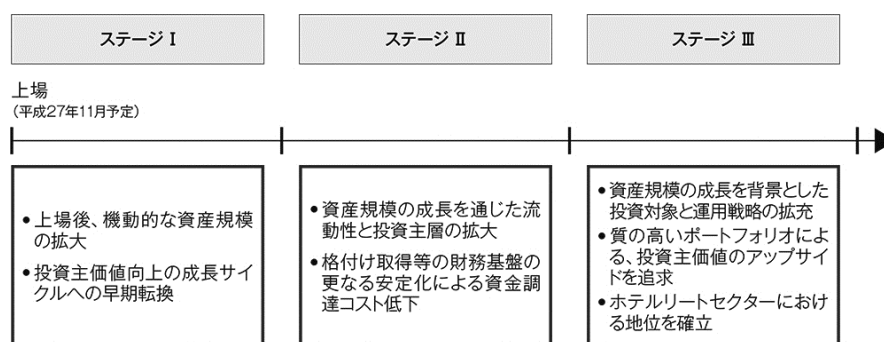 ステージ Ⅰ
ステージ Ⅱ
ステージ Ⅲ
上場
（平成27年11月予定）
●上場後、機動的な資産規模
の拡大
●投資主価値向上の成長サイ
クルへの早期転換
●資産規模の成長を通じた流
動性と投資主層の拡大
●格付け取得等の財務基盤の
更なる安定化による資金調
達コスト低下
●資産規模の成長を背景とした
投資対象と運用戦略の拡充
●質の高いポートフォリオによ
る、投資主価値のアップサイ
ドを追求
●ホテルリートセクターにおけ
る地位を確立